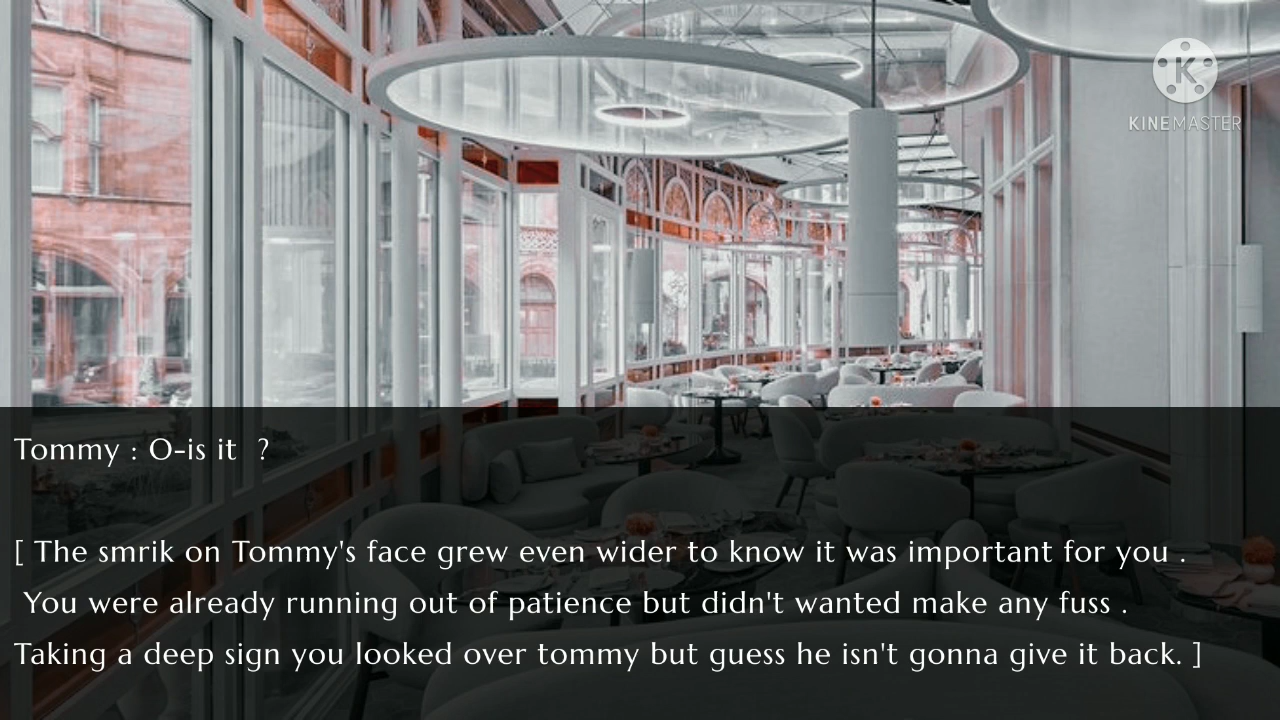 KINEMASTER
Tommy : O-is it ?
[ The smrik on Tommy's face grew even wider to know it was important for you .
You were already running out of patience but didn't wanted make any fuss .
Taking a deep sign you looked over tommy but guess he isn't gonna give it back. ]